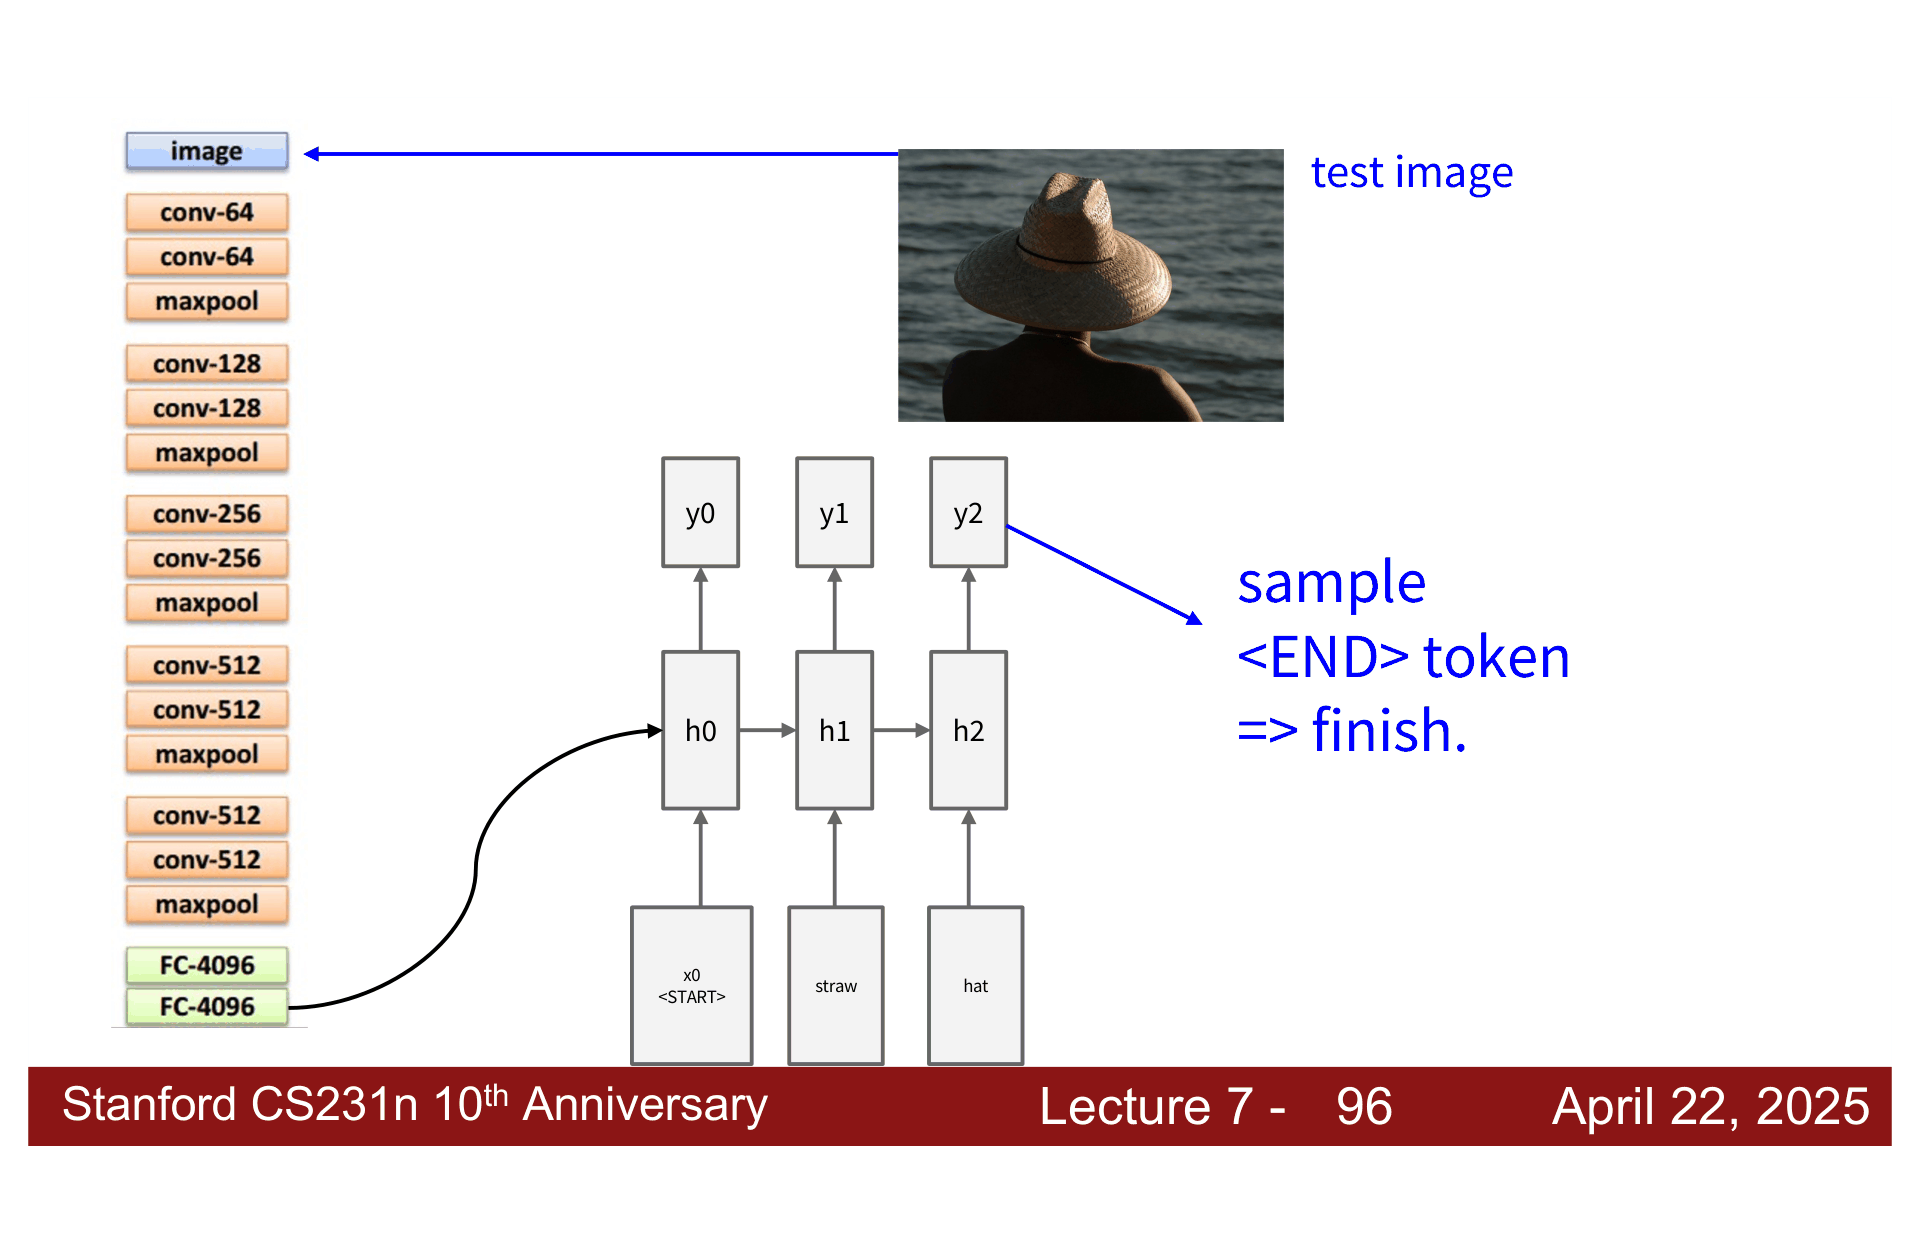 image
conv-64
conv-64
maxpool
conv-128
conv-128
maxpool
conv-256
conv-256
maxpool
conv-512
conv-512
maxpool
conv-512
conv-512
maxpool
FC-4096
FC-4096
test image
y0
y1
y2
h0
h1
h2
x0
<START>
straw
hat
sample
<END> token
=> finish.
Stanford CS231n 10th Anniversary
Lecture 7 - 96
April 22, 2025